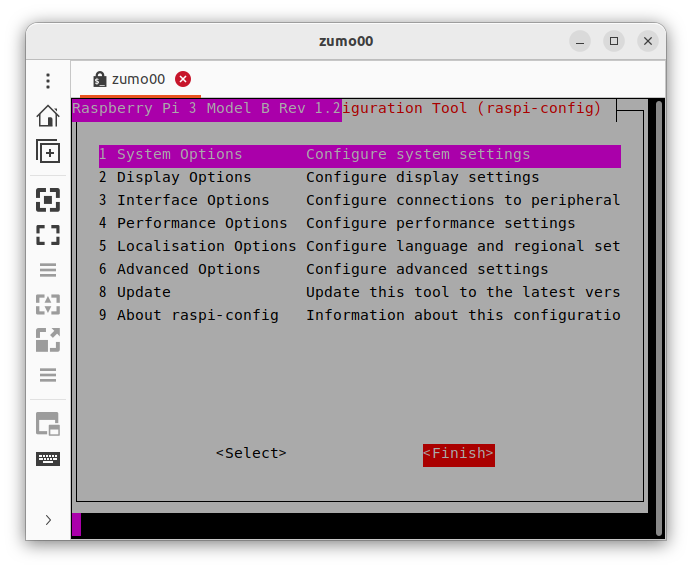 zumo00
zumo00
Raspberry Pi 3 Model B Rev 1.2iguration Tool (raspi-config)
1 System Options Configure system settings
2 Display Options Configure display settings
3 Interface Options Configure connections to peripheral
4 Performance Options Configure performance settings
5 Localisation Options Configure language and regional set
6 Advanced Options Configure advanced settings
8 Update Update this tool to the latest vers
9 About raspi-config Information about this configuratio
<Select> <Finish>